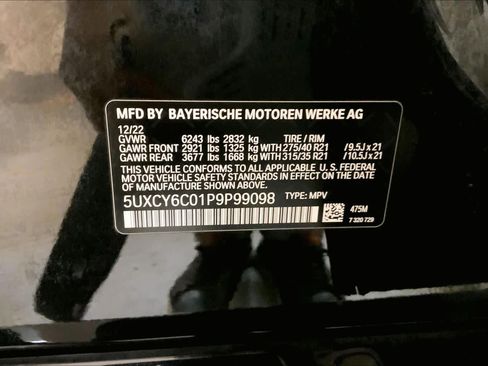 MFD BY BAYERISCHE MOTOREN WERKE AG
12/22
GVWR 6243 lbs 2832 kg TIRE / RIM
GAWR FRONT 2921 lbs 1325 kg WITH 275/40 R21 /9.5J x 21
GAWR REAR 3677 lbs 1668 kg WITH 315/35 R21 /10.5J x 21
THIS VEHICLE CONFORMS TO ALL APPLICABLE U. S. FEDERAL
MOTOR VEHICLE SAFETY STANDARDS IN EFFECT ON THE
DATE OF MANUFACTURE SHOWN ABOVE.
5UXCY6C01P9P99098 TYPE: MPV
475M
7 320 729